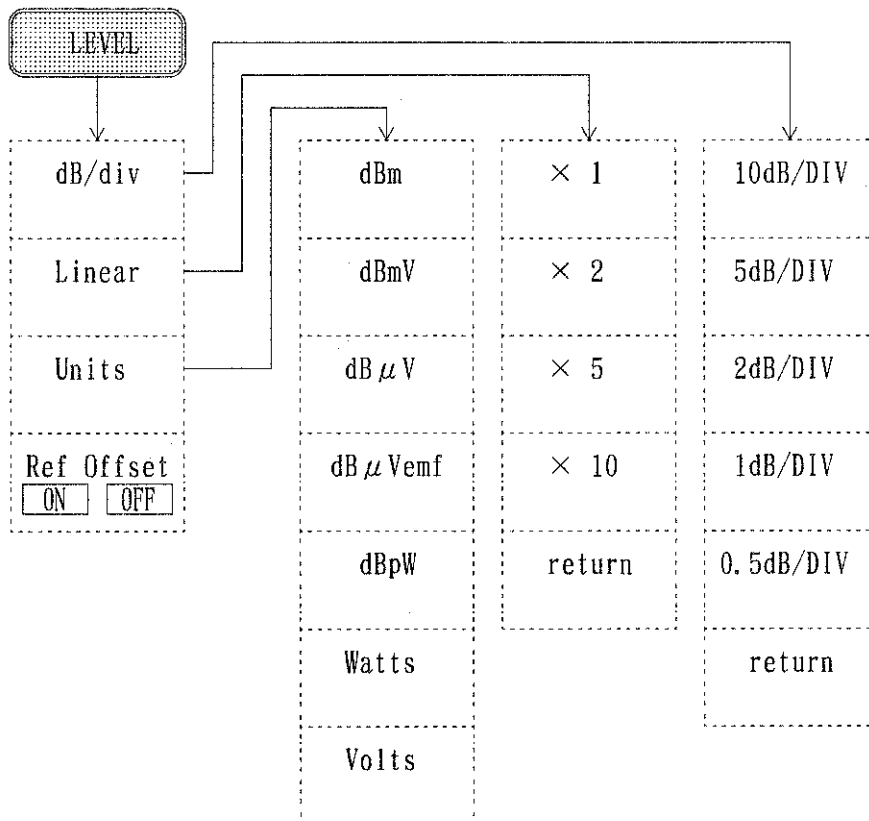 LEVEL
dB/div
Linear
Units
Ref Offset
ON OFF
dBm
dBmV
dBμV
dBμVemf
dBpW
Watts
Volts
× 1
× 2
× 5
× 10
return
10dB/DIV
5dB/DIV
2dB/DIV
1dB/DIV
0.5dB/DIV
return